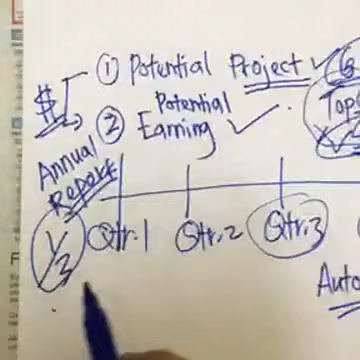 ① Potential Project ✓
$
② Potential Earning ✓
Annual Report
Top
1/3 Qtr.1 Qtr.2 Qtr.3
Auto
F